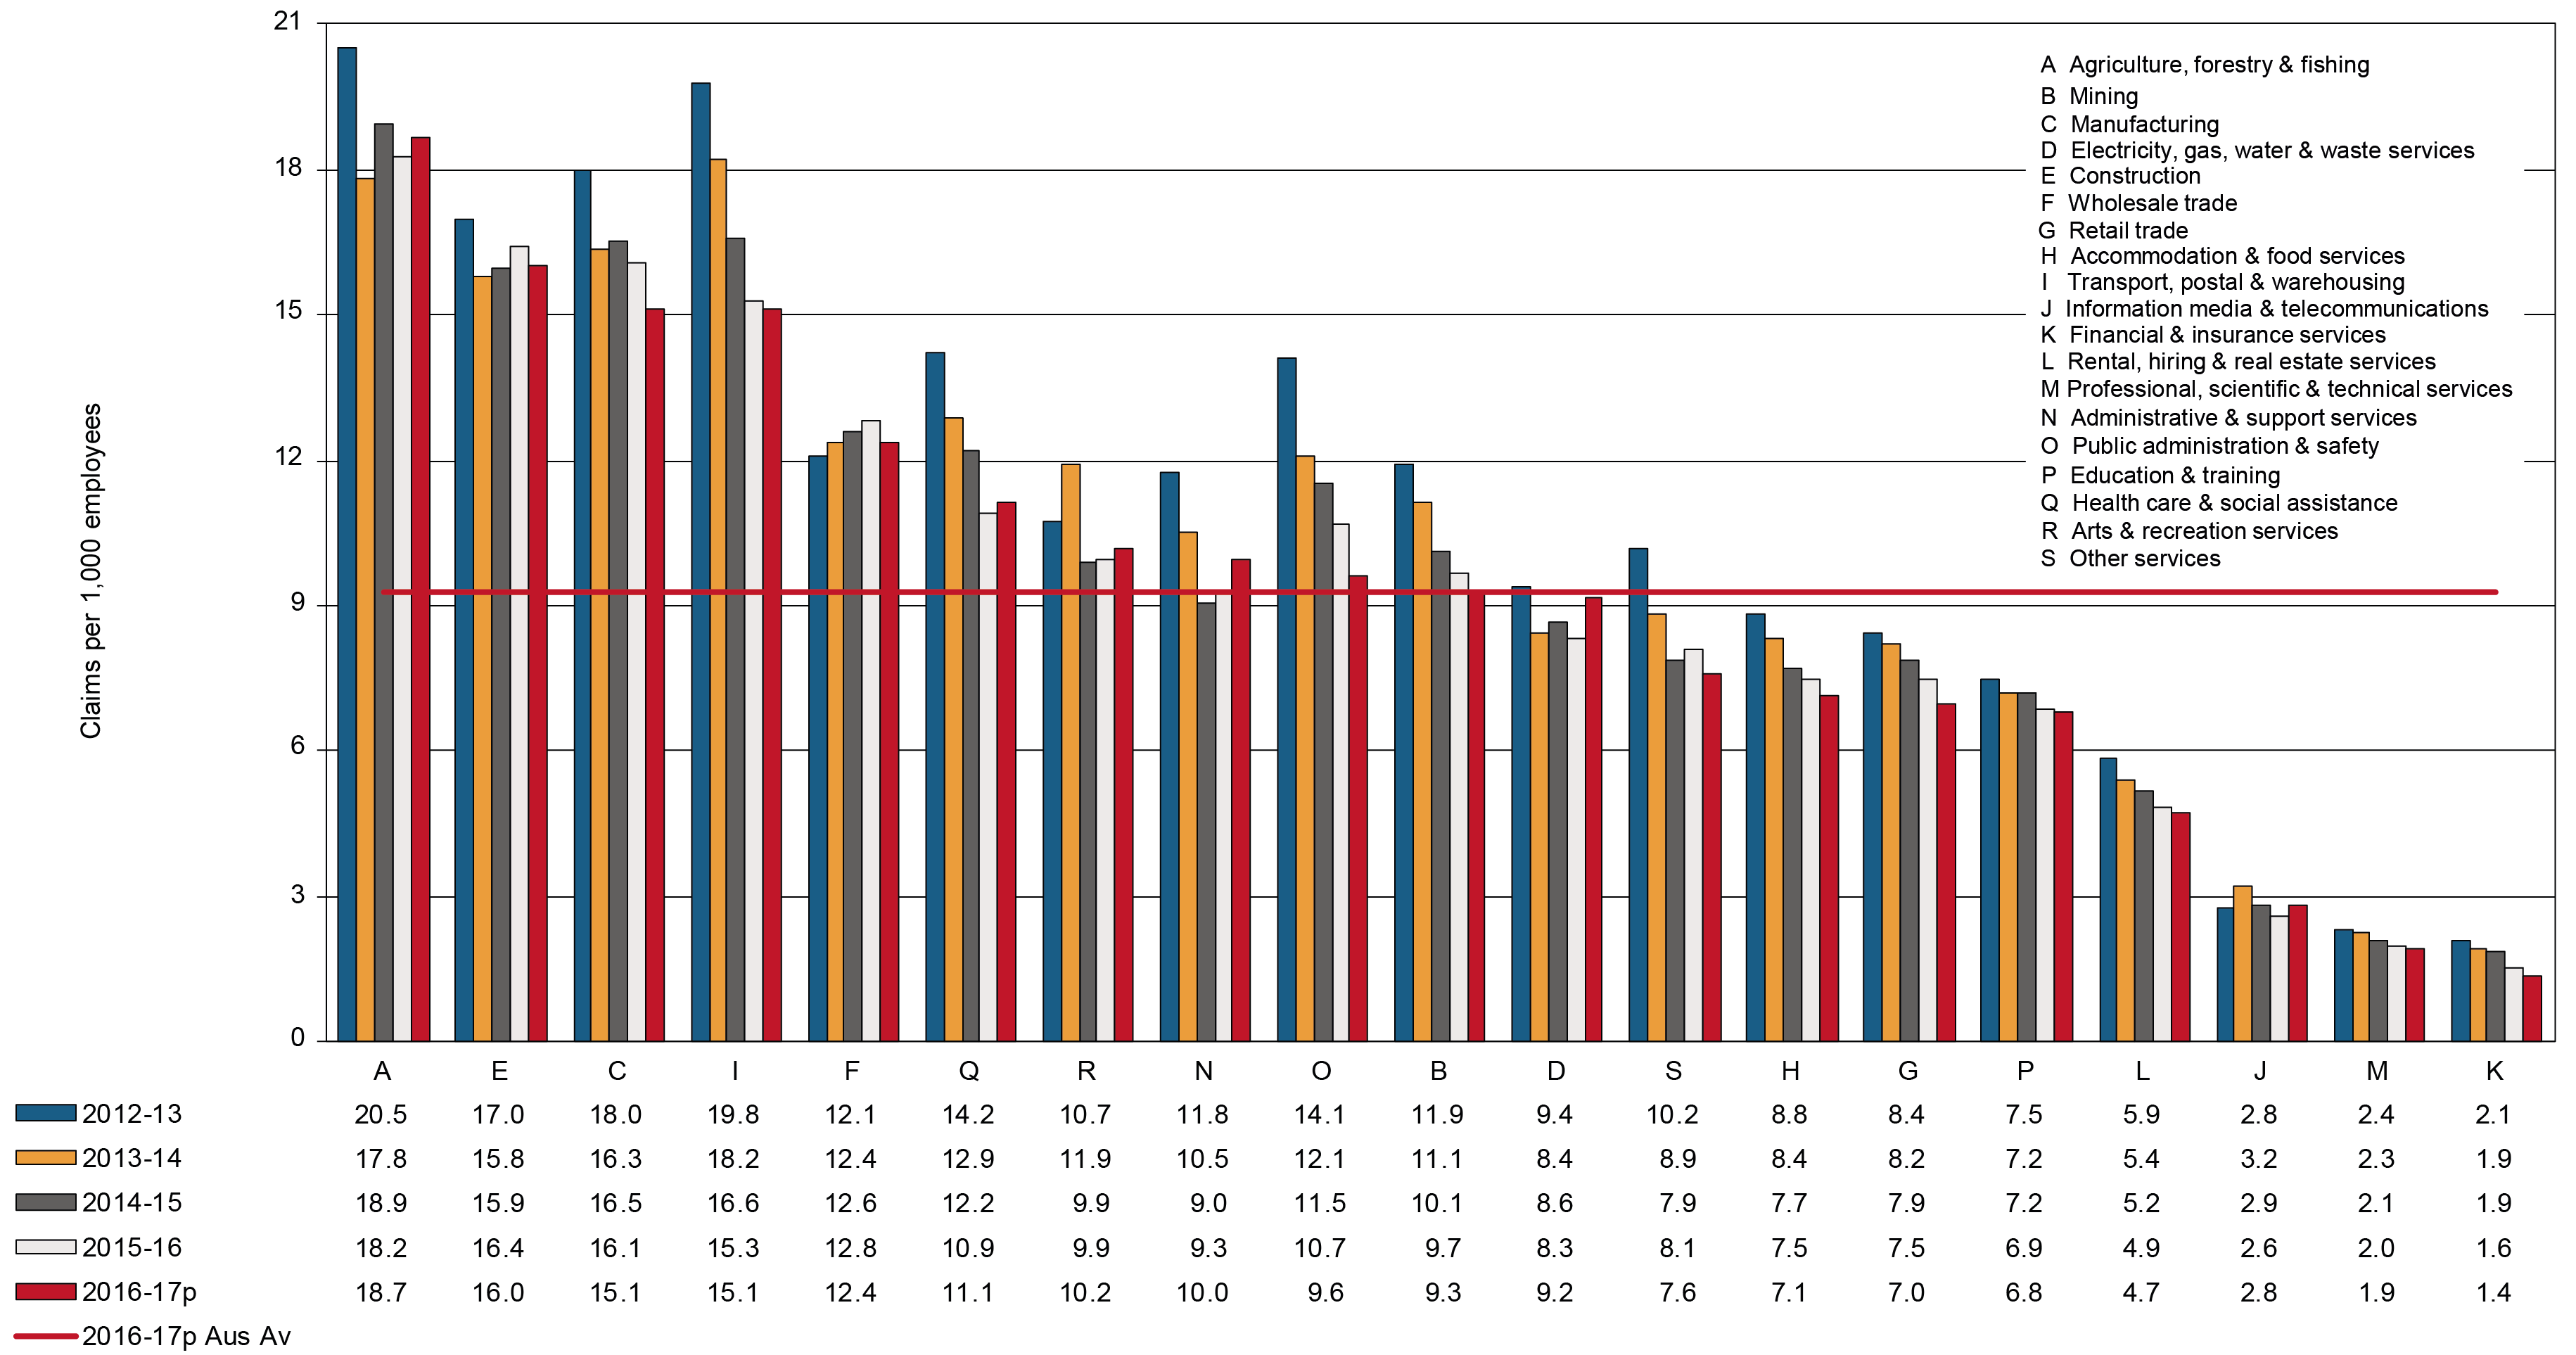 21
18
15
12
9
6
3
0
Claims per 1,000 employees
A Agriculture, forestry & fishing
B Mining
C Manufacturing
D Electricity, gas, water & waste services
E Construction
F Wholesale trade
G Retail trade
H Accommodation & food services
I Transport, postal & warehousing
J Information media & telecommunications
K Financial & insurance services
L Rental, hiring & real estate services
M Professional, scientific & technical services
N Administrative & support services
O Public administration & safety
P Education & training
Q Health care & social assistance
R Arts & recreation services
S Other services
A E C I F Q R N O B D S H G P L J M K
2012-13 20.5 17.0 18.0 19.8 12.1 14.2 10.7 11.8 14.1 11.9 9.4 10.2 8.8 8.4 7.5 5.9 2.8 2.4 2.1
2013-14 17.8 15.8 16.3 18.2 12.4 12.9 11.9 10.5 12.1 11.1 8.4 8.9 8.4 8.2 7.2 5.4 3.2 2.3 1.9
2014-15 18.9 15.9 16.5 16.6 12.6 12.2 9.9 9.0 11.5 10.1 8.6 7.9 7.7 7.9 7.2 5.2 2.9 2.1 1.9
2015-16 18.2 16.4 16.1 15.3 12.8 10.9 9.9 9.3 10.7 9.7 8.3 8.1 7.5 7.5 6.9 4.9 2.6 2.0 1.6
2016-17p 18.7 16.0 15.1 15.1 12.4 11.1 10.2 10.0 9.6 9.3 9.2 7.6 7.1 7.0 6.8 4.7 2.8 1.9 1.4
2016-17p Aus Av